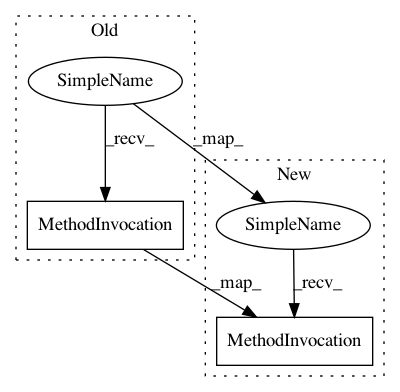 Old
SimpleName
_recv_
_map_
New
MethodInvocation
SimpleName
_map_
_recv_
MethodInvocation